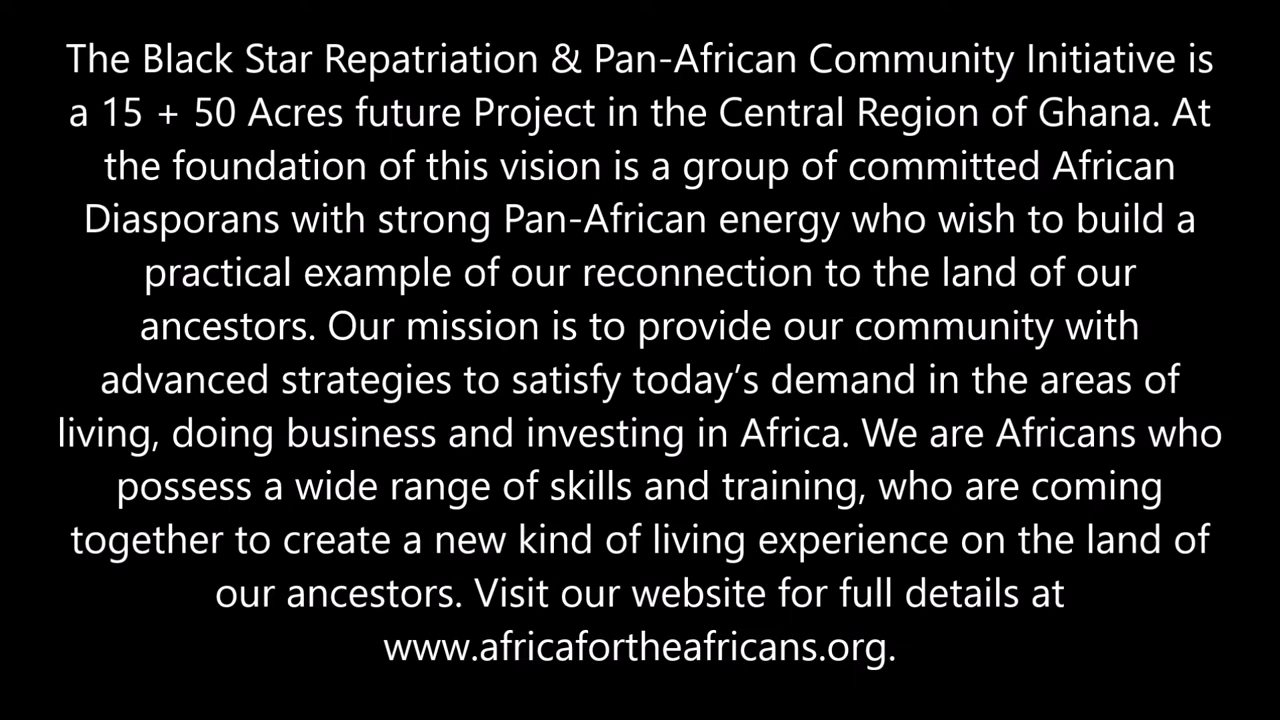 The Black Star Repatriation & Pan-African Community Initiative is
a 15 + 50 Acres future Project in the Central Region of Ghana. At
the foundation of this vision is a group of committed African
Diasporans with strong Pan-African energy who wish to build a
practical example of our reconnection to the land of our
ancestors. Our mission is to provide our community with
advanced strategies to satisfy today’s demand in the areas of
living, doing business and investing in Africa. We are Africans who
possess a wide range of skills and training, who are coming
together to create a new kind of living experience on the land of
our ancestors. Visit our website for full details at
www.africafortheafricans.org.